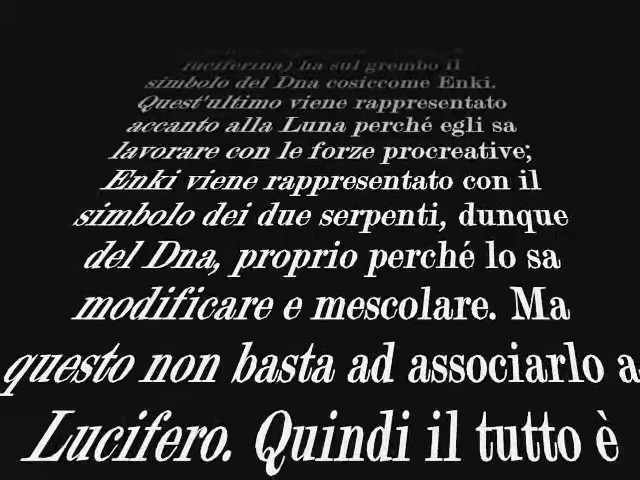 luciferina) ha sul grembo il
simbolo del Dna cosiccome Enki.
Quest'ultimo viene rappresentato
accanto alla Luna perché egli sa
lavorare con le forze procreative;
Enki viene rappresentato con il
simbolo dei due serpenti, dunque
del Dna, proprio perché lo sa
modificare e mescolare. Ma
questo non basta ad associarlo a
Lucifero. Quindi il tutto è